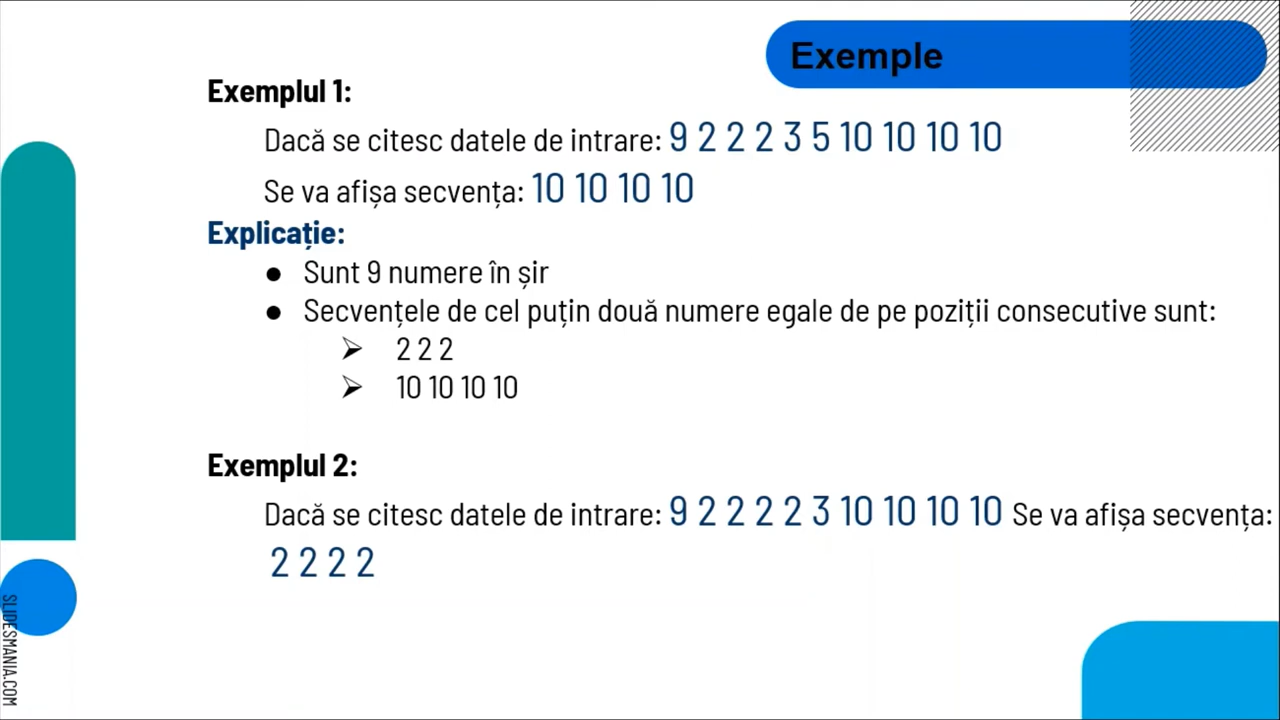 Exemple
Exemplul 1:
Dacă se citesc datele de intrare: 9 2 2 2 3 5 10 10 10 10
Se va afișa secvența: 10 10 10 10
Explicație:
● Sunt 9 numere în șir
● Secvențele de cel puțin două numere egale de pe poziții consecutive sunt:
➢ 2 2 2
➢ 10 10 10 10
Exemplul 2:
Dacă se citesc datele de intrare: 9 2 2 2 2 3 10 10 10 10 Se va afișa secvența:
2 2 2 2
SLIDESMANIA.COM